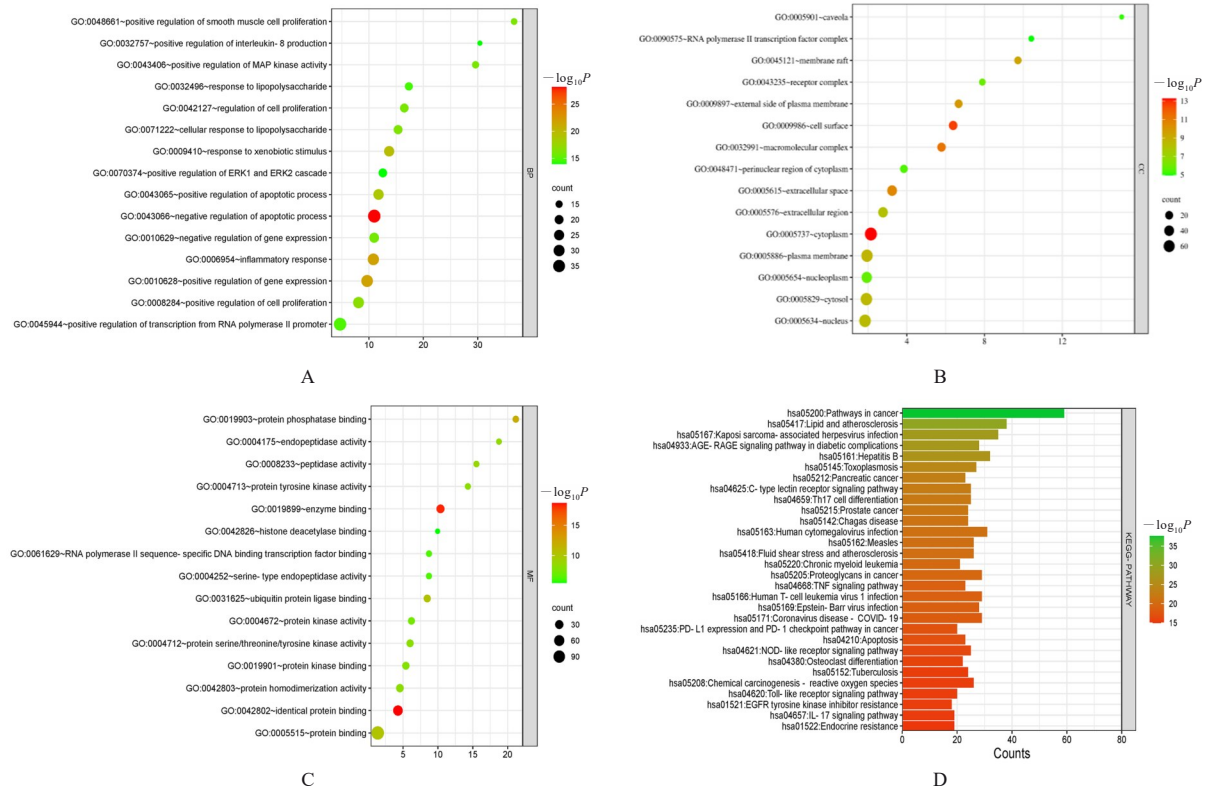 GO:0048661~positive regulation of smooth muscle cell proliferation
GO:0032757~positive regulation of interleukin- 8 production
GO:0043406~positive regulation of MAP kinase activity
GO:0032496~response to lipopolysaccharide
GO:0042127~regulation of cell proliferation
GO:0071222~cellular response to lipopolysaccharide
GO:0009410~response to xenobiotic stimulus
GO:0070374~positive regulation of ERK1 and ERK2 cascade
GO:0043065~positive regulation of apoptotic process
GO:0043066~negative regulation of apoptotic process
GO:0010629~negative regulation of gene expression
GO:0006954~inflammatory response
GO:0010628~positive regulation of gene expression
GO:0008284~positive regulation of cell proliferation
GO:0045944~positive regulation of transcription from RNA polymerase II promoter
10 20 30
BP
−log10P
25
20
15
count
15
20
25
30
35
A
GO:0005901~caveola
GO:0090575~RNA polymerase II transcription factor complex
GO:0045121~membrane raft
GO:0043235~receptor complex
GO:0009897~external side of plasma membrane
GO:0009986~cell surface
GO:0032991~macromolecular complex
GO:0048471~perinuclear region of cytoplasm
GO:0005615~extracellular space
GO:0005576~extracellular region
GO:0005737~cytoplasm
GO:0005886~plasma membrane
GO:0005654~nucleoplasm
GO:0005829~cytosol
GO:0005634~nucleus
4 8 12
CC
−log10P
13
11
9
7
5
count
20
40
60
B
GO:0019903~protein phosphatase binding
GO:0004175~endopeptidase activity
GO:0008233~peptidase activity
GO:0004713~protein tyrosine kinase activity
GO:0019899~enzyme binding
GO:0042826~histone deacetylase binding
GO:0061629~RNA polymerase II sequence- specific DNA binding transcription factor binding
GO:0004252~serine- type endopeptidase activity
GO:0031625~ubiquitin protein ligase binding
GO:0004672~protein kinase activity
GO:0004712~protein serine/threonine/tyrosine kinase activity
GO:0019901~protein kinase binding
GO:0042803~protein homodimerization activity
GO:0042802~identical protein binding
GO:0005515~protein binding
5 10 15 20
MF
−log10P
15
10
count
30
60
90
C
hsa05200:Pathways in cancer
hsa05417:Lipid and atherosclerosis
hsa05167:Kaposi sarcoma- associated herpesvirus infection
hsa04933:AGE- RAGE signaling pathway in diabetic complications
hsa05161:Hepatitis B
hsa05145:Toxoplasmosis
hsa05212:Pancreatic cancer
hsa04625:C- type lectin receptor signaling pathway
hsa04659:Th17 cell differentiation
hsa05215:Prostate cancer
hsa05142:Chagas disease
hsa05163:Human cytomegalovirus infection
hsa05162:Measles
hsa05418:Fluid shear stress and atherosclerosis
hsa05220:Chronic myeloid leukemia
hsa05205:Proteoglycans in cancer
hsa04668:TNF signaling pathway
hsa05166:Human T- cell leukemia virus 1 infection
hsa05169:Epstein- Barr virus infection
hsa05171:Coronavirus disease - COVID- 19
hsa05235:PD- L1 expression and PD- 1 checkpoint pathway in cancer
hsa04210:Apoptosis
hsa04621:NOD- like receptor signaling pathway
hsa04380:Osteoclast differentiation
hsa05152:Tuberculosis
hsa05208:Chemical carcinogenesis - reactive oxygen species
hsa04620:Toll- like receptor signaling pathway
hsa01521:EGFR tyrosine kinase inhibitor resistance
hsa04657:IL- 17 signaling pathway
hsa01522:Endocrine resistance
0 20 40 60 80
Counts
KEGG- PATHWAY
−log10P
35
30
25
20
15
D